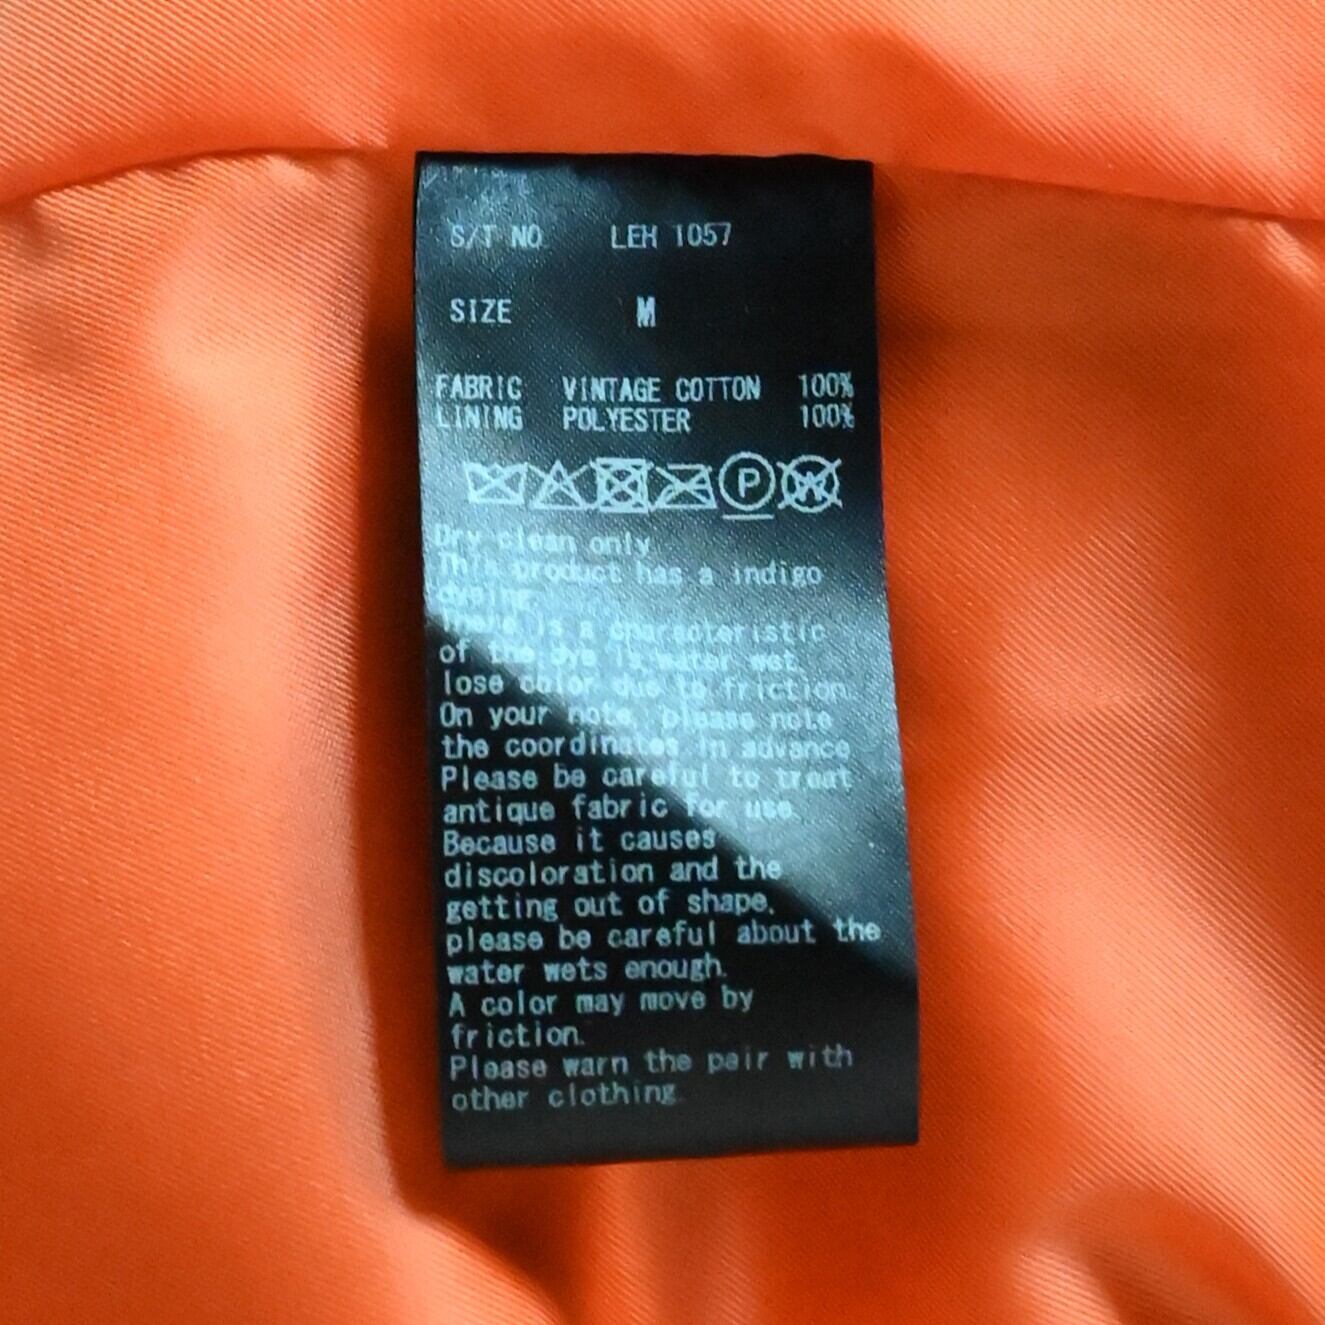 S/T NO. LEH 1057
SIZE M
FABRIC VINTAGE COTTON 100%
LINING POLYESTER 100%
P W
Dry clean only
This product has a indigo
dyeing.
There is a characteristic
of the dye is water wet,
lose color due to friction.
On your note, please note
the coordinates in advance
Please be careful to treat
antique fabric for use.
Because it causes
discoloration and the
getting out of shape,
please be careful about the
water wets enough.
A color may move by
friction.
Please warn the pair with
other clothing.